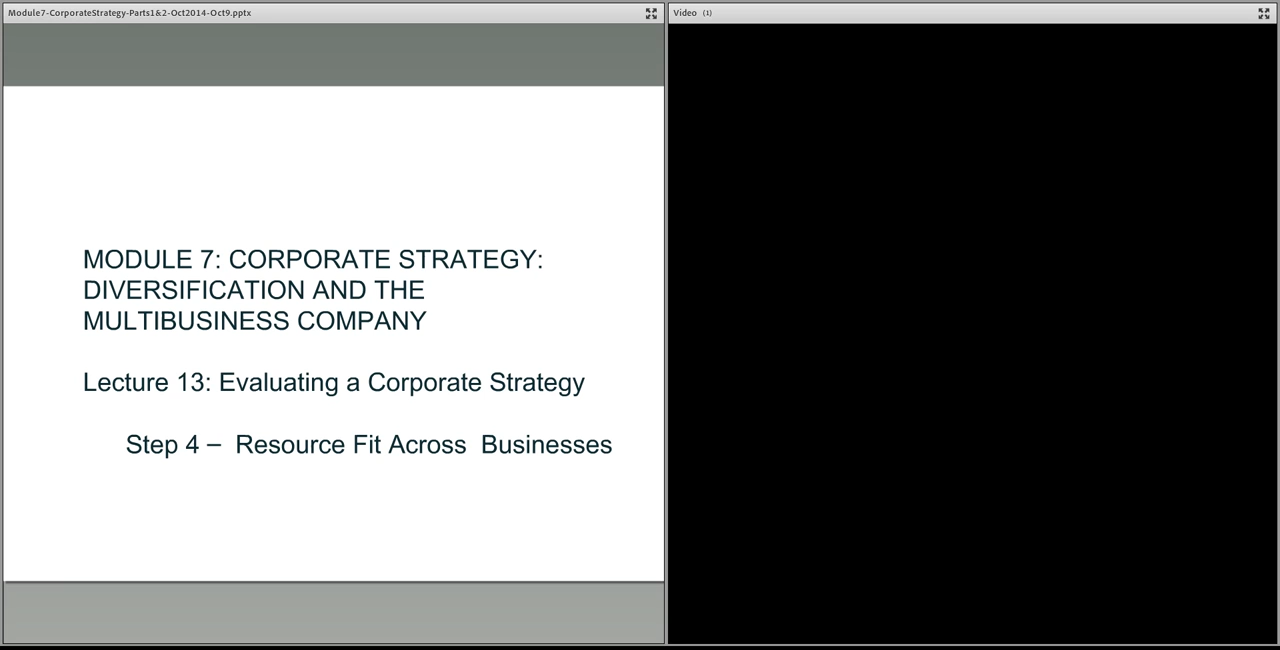 Module7-CorporateStrategy-Parts1&2-Oct2014-Oct9.pptx
Video (1)
MODULE 7: CORPORATE STRATEGY:
DIVERSIFICATION AND THE
MULTIBUSINESS COMPANY
Lecture 13: Evaluating a Corporate Strategy
Step 4 – Resource Fit Across Businesses